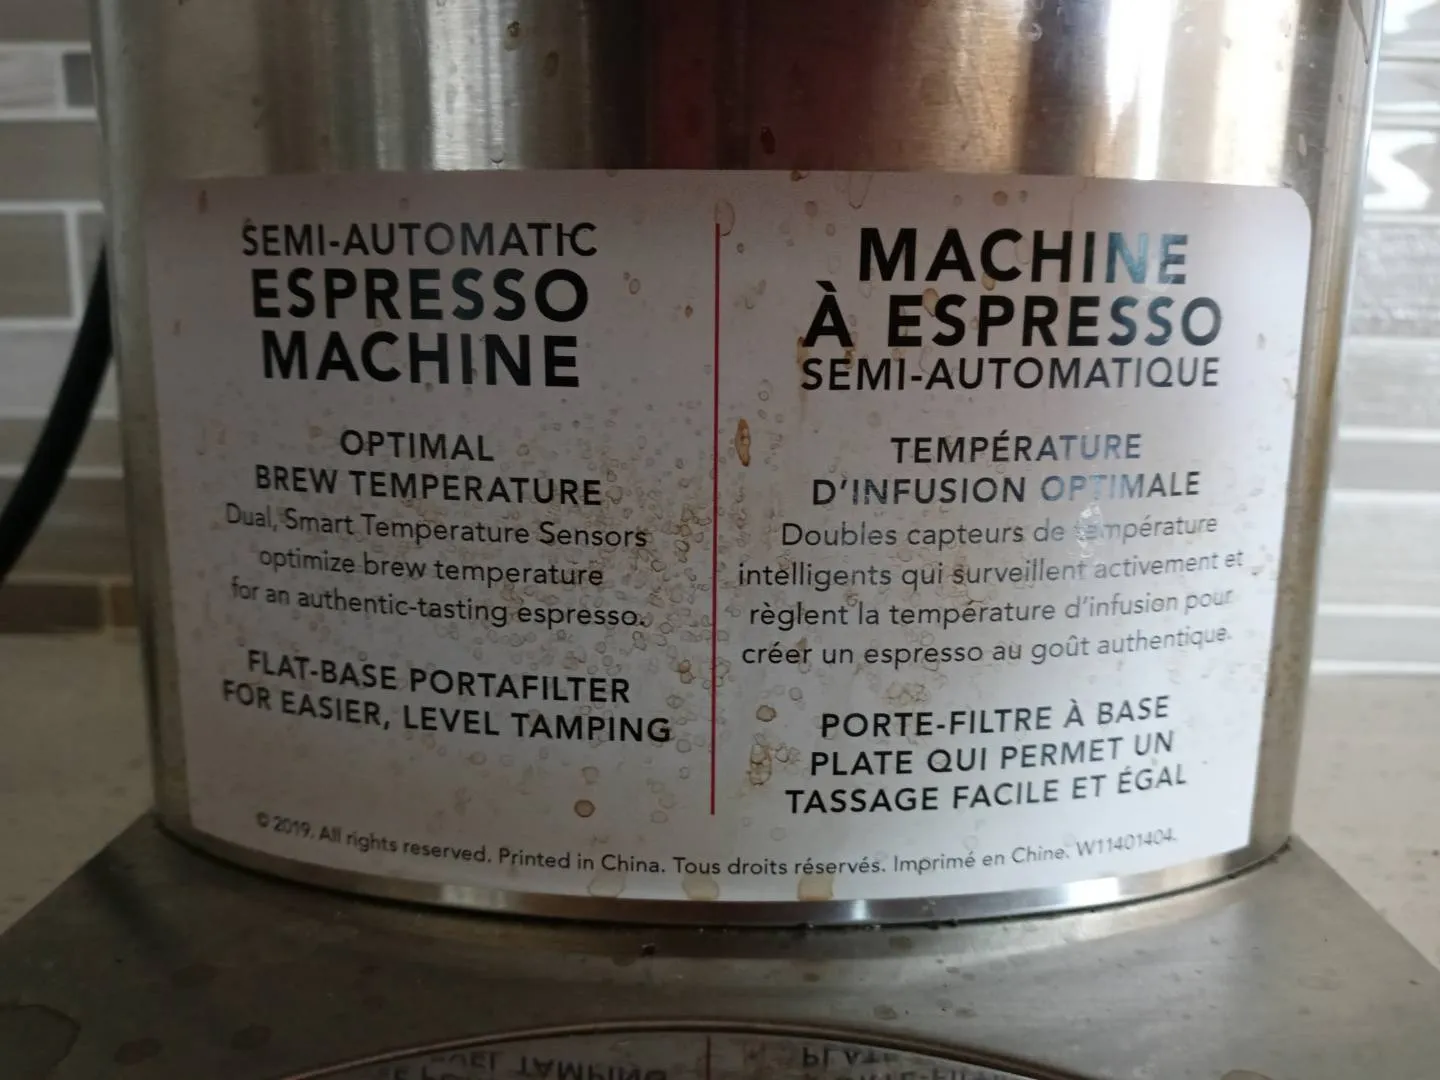 SEMI-AUTOMATIC
ESPRESSO
MACHINE
OPTIMAL
BREW TEMPERATURE
Dual, Smart Temperature Sensors
optimize brew temperature
for an authentic-tasting espresso.
FLAT-BASE PORTAFILTER
FOR EASIER, LEVEL TAMPING
MACHINE
À ESPRESSO
SEMI-AUTOMATIQUE
TEMPÉRATURE
D'INFUSION OPTIMALE
Doubles capteurs de température
intelligents qui surveillent activement et
règlent la température d'infusion pour
créer un espresso au goût authentique.
PORTE-FILTRE À BASE
PLATE QUI PERMET UN
TASSAGE FACILE ET ÉGAL
© 2019. All rights reserved. Printed in China. Tous droits réservés. Imprimé en Chine. W11401404.